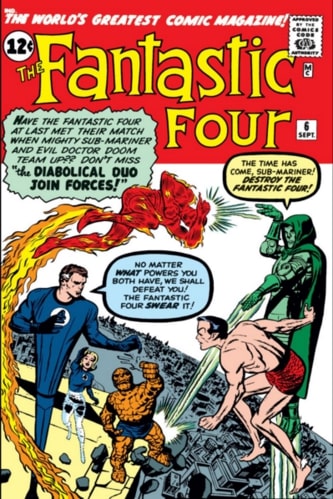 THE WORLD'S GREATEST COMIC MAGAZINE!
APPROVED
BY THE
COMICS
CODE
AUTHORITY
12¢
THE
FANTASTIC
FOUR
M
C
6
SEPT.
HAVE THE FANTASTIC FOUR
AT LAST MET THEIR MATCH
WHEN MIGHTY SUB-MARINER
AND EVIL DOCTOR DOOM
TEAM UP?? DON'T MISS
"the DIABOLICAL DUO
JOIN FORCES!"
THE TIME HAS
COME, SUB-MARINER!
DESTROY THE
FANTASTIC FOUR!
NO MATTER
WHAT POWERS YOU
BOTH HAVE, WE SHALL
DEFEAT YOU!
THE FANTASTIC
FOUR SWEAR IT!
4